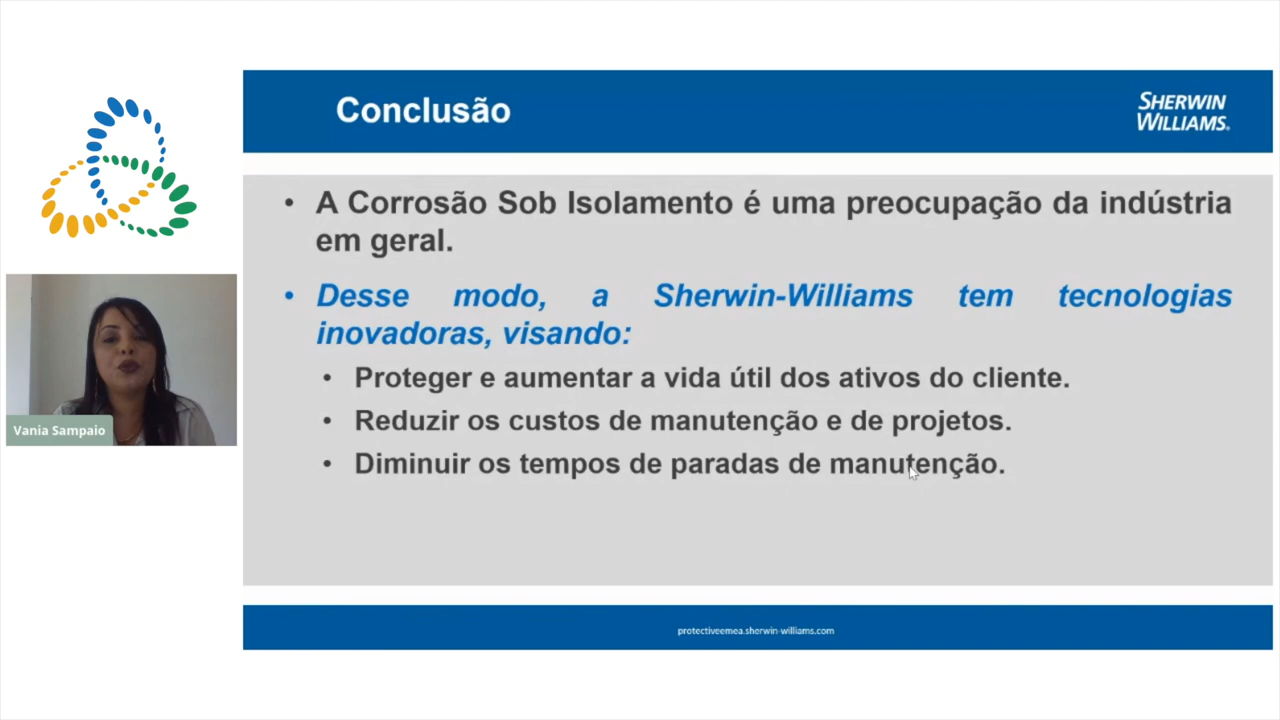 Conclusão
SHERWIN
WILLIAMS.
• A Corrosão Sob Isolamento é uma preocupação da indústria
em geral.
• Desse modo, a Sherwin-Williams tem tecnologias
inovadoras, visando:
• Proteger e aumentar a vida útil dos ativos do cliente.
• Reduzir os custos de manutenção e de projetos.
• Diminuir os tempos de paradas de manutenção.
Vania Sampaio
protectiveemea.sherwin-williams.com